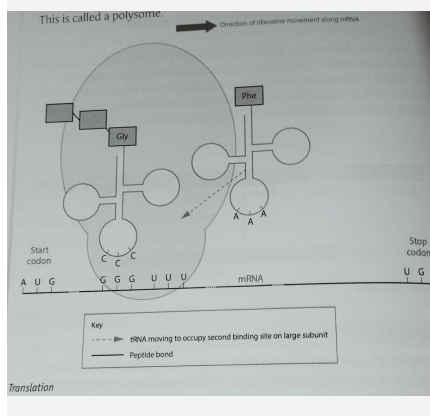 This is called a polysome.
Direction of ribosome movement along mRNA
Phe
Gly
A A A
C C C
Start
codon
Stop
codon
A U G G G G U U U mRNA U G
Key
tRNA moving to occupy second binding site on large subunit
Peptide bond
Translation